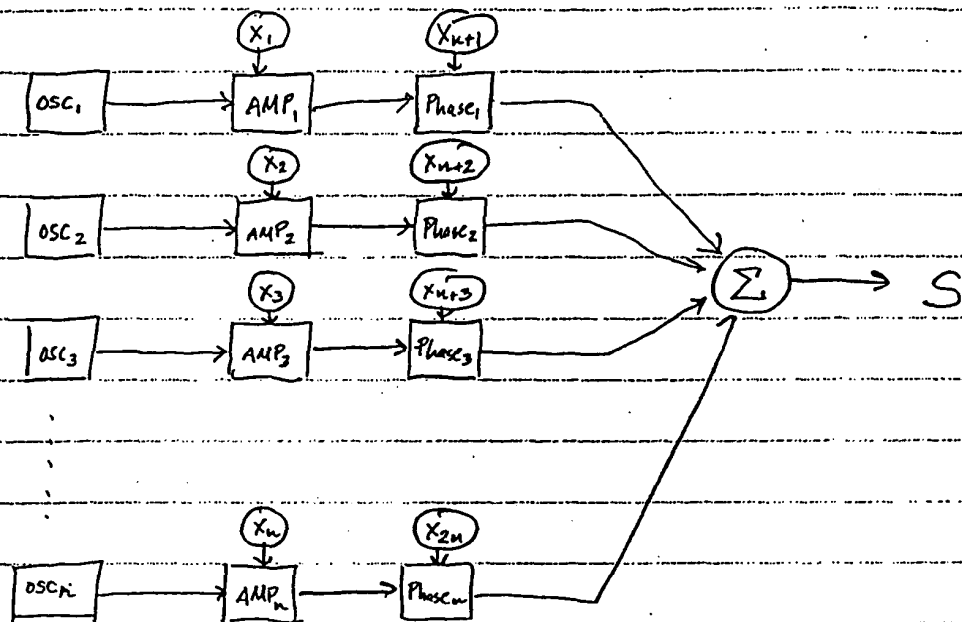 X₁ Xₙ₊₁
OSC₁ AMP₁ Phase₁
X₂ Xₙ₊₂
OSC₂ AMP₂ Phase₂
Σ S
X₃ Xₙ₊₃
OSC₃ AMP₃ Phase₃
Xₙ X₂ₙ
OSCₙ AMPₙ Phaseₙ